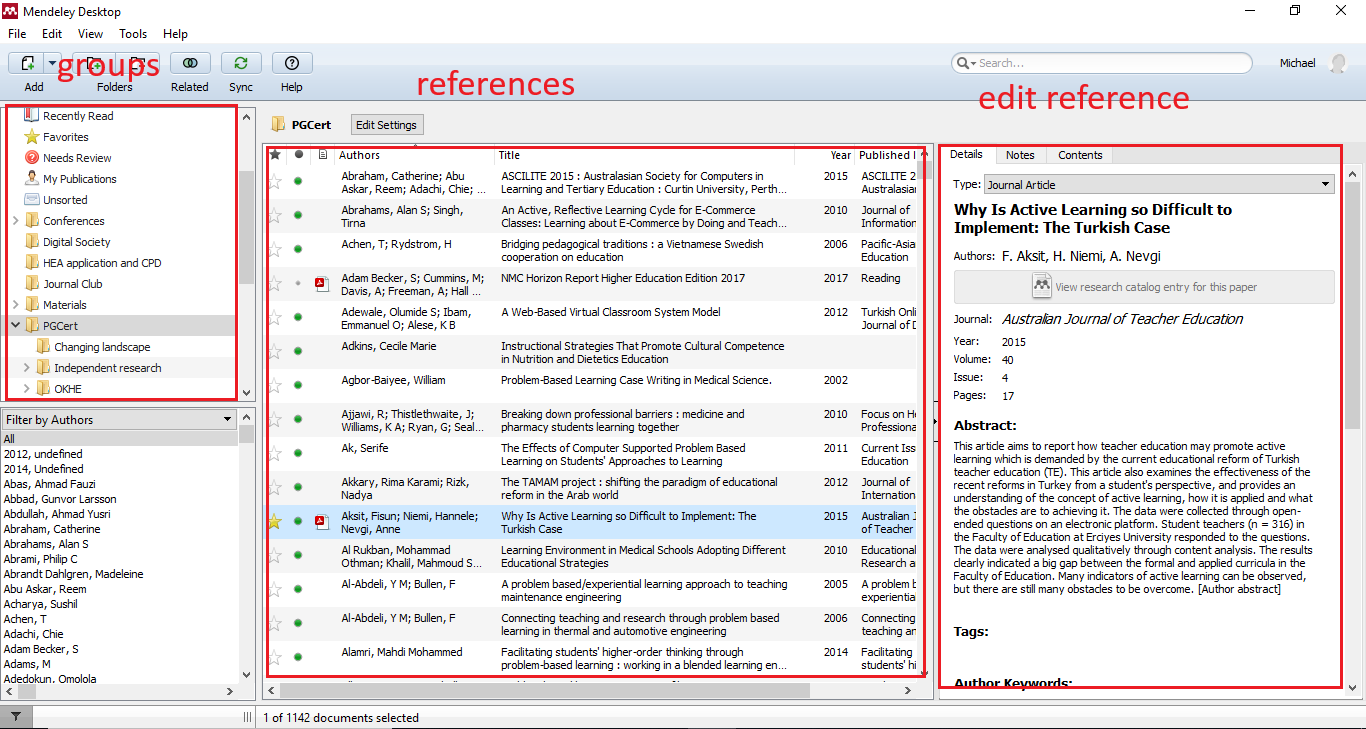 Mendeley Desktop
File Edit View Tools Help
groups
references
edit reference
Add Folders Related Sync Help
Search...
Michael
Recently Read
Favorites
Needs Review
My Publications
Unsorted
Conferences
Digital Society
HEA application and CPD
Journal Club
Materials
PGCert
Changing landscape
Independent research
OKHE
Filter by Authors
All
2012, undefined
2014, Undefined
Abas, Ahmad Fauzi
Abbad, Gunvor Larsson
Abdullah, Ahmad Yusri
Abraham, Catherine
Abrahams, Alan S
Abrami, Philip C
Abrandt Dahlgren, Madeleine
Abu Askar, Reem
Acharya, Sushil
Achen, T
Adachi, Chie
Adam Becker, S
Adams, M
Adedokun, Omolola
PGCert Edit Settings
Authors Title Year Published I
Abraham, Catherine; Abu ASCILITE 2015 : Australasian Society for Computers in 2015 ASCILITE 2
Askar, Reem; Adachi, Chie; ... Learning and Tertiary Education : Curtin University, Perth... Australasian
Abrahams, Alan S; Singh, An Active, Reflective Learning Cycle for E-Commerce 2010 Journal of
Tirna Classes: Learning about E-Commerce by Doing and Teach... Information
Achen, T; Rydstrom, H Bridging pedagogical traditions : a Vietnamese Swedish 2006 Pacific-Asia
cooperation on education Education
Adam Becker, S; Cummins, M; NMC Horizon Report Higher Education Edition 2017 2017 Reading
Davis, A; Freeman, A; Hall ...
Adewale, Olumide S; Ibam, A Web-Based Virtual Classroom System Model 2012 Turkish Onli
Emmanuel O; Alese, K B Journal of D
Adkins, Cecile Marie Instructional Strategies That Promote Cultural Competence
in Nutrition and Dietetics Education
Agbor-Baiyee, William Problem-Based Learning Case Writing in Medical Science. 2002
Ajjawi, R; Thistlethwaite, J; Breaking down professional barriers : medicine and 2010 Focus on He
Williams, K A; Ryan, G; Seal... pharmacy students learning together Professional
Ak, Serife The Effects of Computer Supported Problem Based 2011 Current Iss
Learning on Students' Approaches to Learning Education
Akkary, Rima Karami; Rizk, The TAMAM project : shifting the paradigm of educational 2012 Journal of
Nadya reform in the Arab world Internation
Aksit, Fisun; Niemi, Hannele; Why Is Active Learning so Difficult to Implement: The 2015 Australian J
Nevgi, Anne Turkish Case of Teacher
Al Rukban, Mohammad Learning Environment in Medical Schools Adopting Different 2010 Educational
Othman; Khalil, Mahmoud S... Educational Strategies Research a
Al-Abdeli, Y M; Bullen, F A problem based/experiential learning approach to teaching 2005 A problem b
maintenance engineering experiential
Al-Abdeli, Y M; Bullen, F Connecting teaching and research through problem based 2006 Connecting
learning in thermal and automotive engineering teaching an
Alamri, Mahdi Mohammed Facilitating students' higher-order thinking through 2014 Facilitating
problem-based learning : working in a blended learning en... students' hi
Details Notes Contents
Type: Journal Article
Why Is Active Learning so Difficult to
Implement: The Turkish Case
Authors: F. Aksit, H. Niemi, A. Nevgi
View research catalog entry for this paper
Journal: Australian Journal of Teacher Education
Year: 2015
Volume: 40
Issue: 4
Pages: 17
Abstract:
This article aims to report how teacher education may promote active
learning which is demanded by the current educational reform of Turkish
teacher education (TE). This article also examines the effectiveness of the
recent reforms in Turkey from a student's perspective, and provides an
understanding of the concept of active learning, how it is applied and what
the obstacles are to achieving it. The data were collected through open-
ended questions on an electronic platform. Student teachers (n = 316) in
the Faculty of Education at Erciyes University responded to the questions.
The data were analysed qualitatively through content analysis. The results
clearly indicated a big gap between the formal and applied curricula in the
Faculty of Education. Many indicators of active learning can be observed,
but there are still many obstacles to be overcome. [Author abstract]
Tags:
Author Keywords:
1 of 1142 documents selected